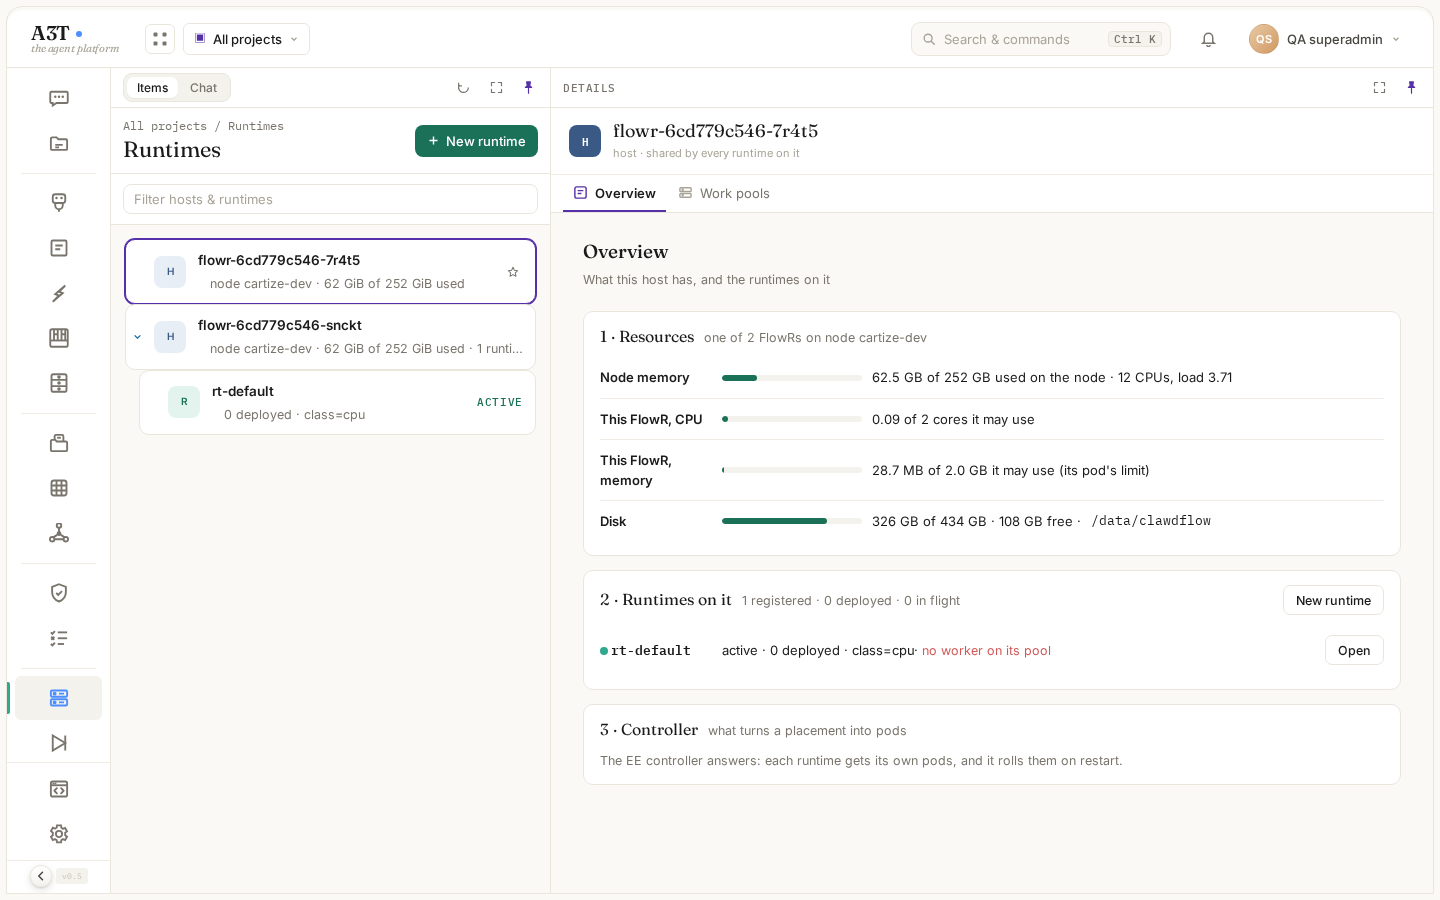 A3T
the agent platform
All projects
Search & commands
Ctrl K
QS
QA superadmin
Items
Chat
DETAILS
All projects / Runtimes
Runtimes
+ New runtime
Filter hosts & runtimes
H
flowr-6cd779c546-7r4t5
node cartize-dev · 62 GiB of 252 GiB used
H
flowr-6cd779c546-snckt
node cartize-dev · 62 GiB of 252 GiB used · 1 runti...
R
rt-default
0 deployed · class=cpu
ACTIVE
v0.5
H
flowr-6cd779c546-7r4t5
host · shared by every runtime on it
Overview
Work pools
Overview
What this host has, and the runtimes on it
1 · Resources one of 2 FlowRs on node cartize-dev
Node memory
62.5 GB of 252 GB used on the node · 12 CPUs, load 3.71
This FlowR, CPU
0.09 of 2 cores it may use
This FlowR,
memory
28.7 MB of 2.0 GB it may use (its pod's limit)
Disk
326 GB of 434 GB · 108 GB free · /data/clawdflow
2 · Runtimes on it 1 registered · 0 deployed · 0 in flight
New runtime
rt-default
active · 0 deployed · class=cpu· no worker on its pool
Open
3 · Controller what turns a placement into pods
The EE controller answers: each runtime gets its own pods, and it rolls them on restart.